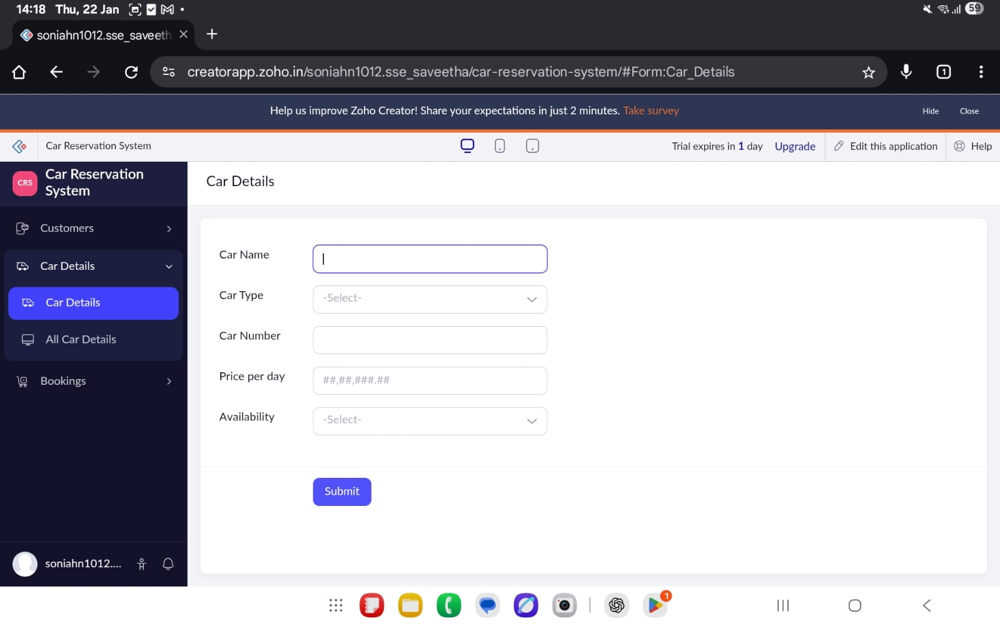 14:18 Thu, 22 Jan
59
soniahn1012.sse_saveeth
creatorapp.zoho.in/soniahn1012.sse_saveetha/car-reservation-system/#Form:Car_Details
1
Help us improve Zoho Creator! Share your expectations in just 2 minutes. Take survey
Hide
Close
Car Reservation System
Trial expires in 1 day
Upgrade
Edit this application
Help
CRS
Car Reservation
System
Customers
Car Details
Car Details
All Car Details
Bookings
soniahn1012....
Car Details
Car Name
Car Type
-Select-
Car Number
Price per day
##,##,###.##
Availability
-Select-
Submit
1